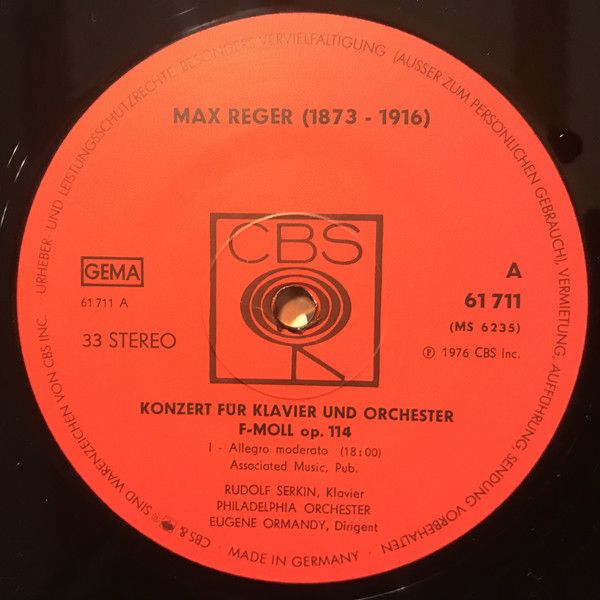 MAX REGER (1873 - 1916)
CBS
GEMA
61 711 A
33 STEREO
A
61 711
(MS 6235)
Ⓟ 1976 CBS Inc.
KONZERT FÜR KLAVIER UND ORCHESTER
F-MOLL op. 114
I - Allegro moderato (18:00)
Associated Music, Pub.
RUDOLF SERKIN, Klavier
PHILADELPHIA ORCHESTER
EUGENE ORMANDY, Dirigent
URHEBER- UND LEISTUNGSSCHUTZRECHTE, BESONDERS VERVIELFÄLTIGUNG (AUSSER ZUM PERSÖNLICHEN GEBRAUCH), VERMIETUNG, AUFFÜHRUNG, SENDUNG VORBEHALTEN
· MADE IN GERMANY ·
CBS & SIND WARENZEICHEN VON CBS INC.